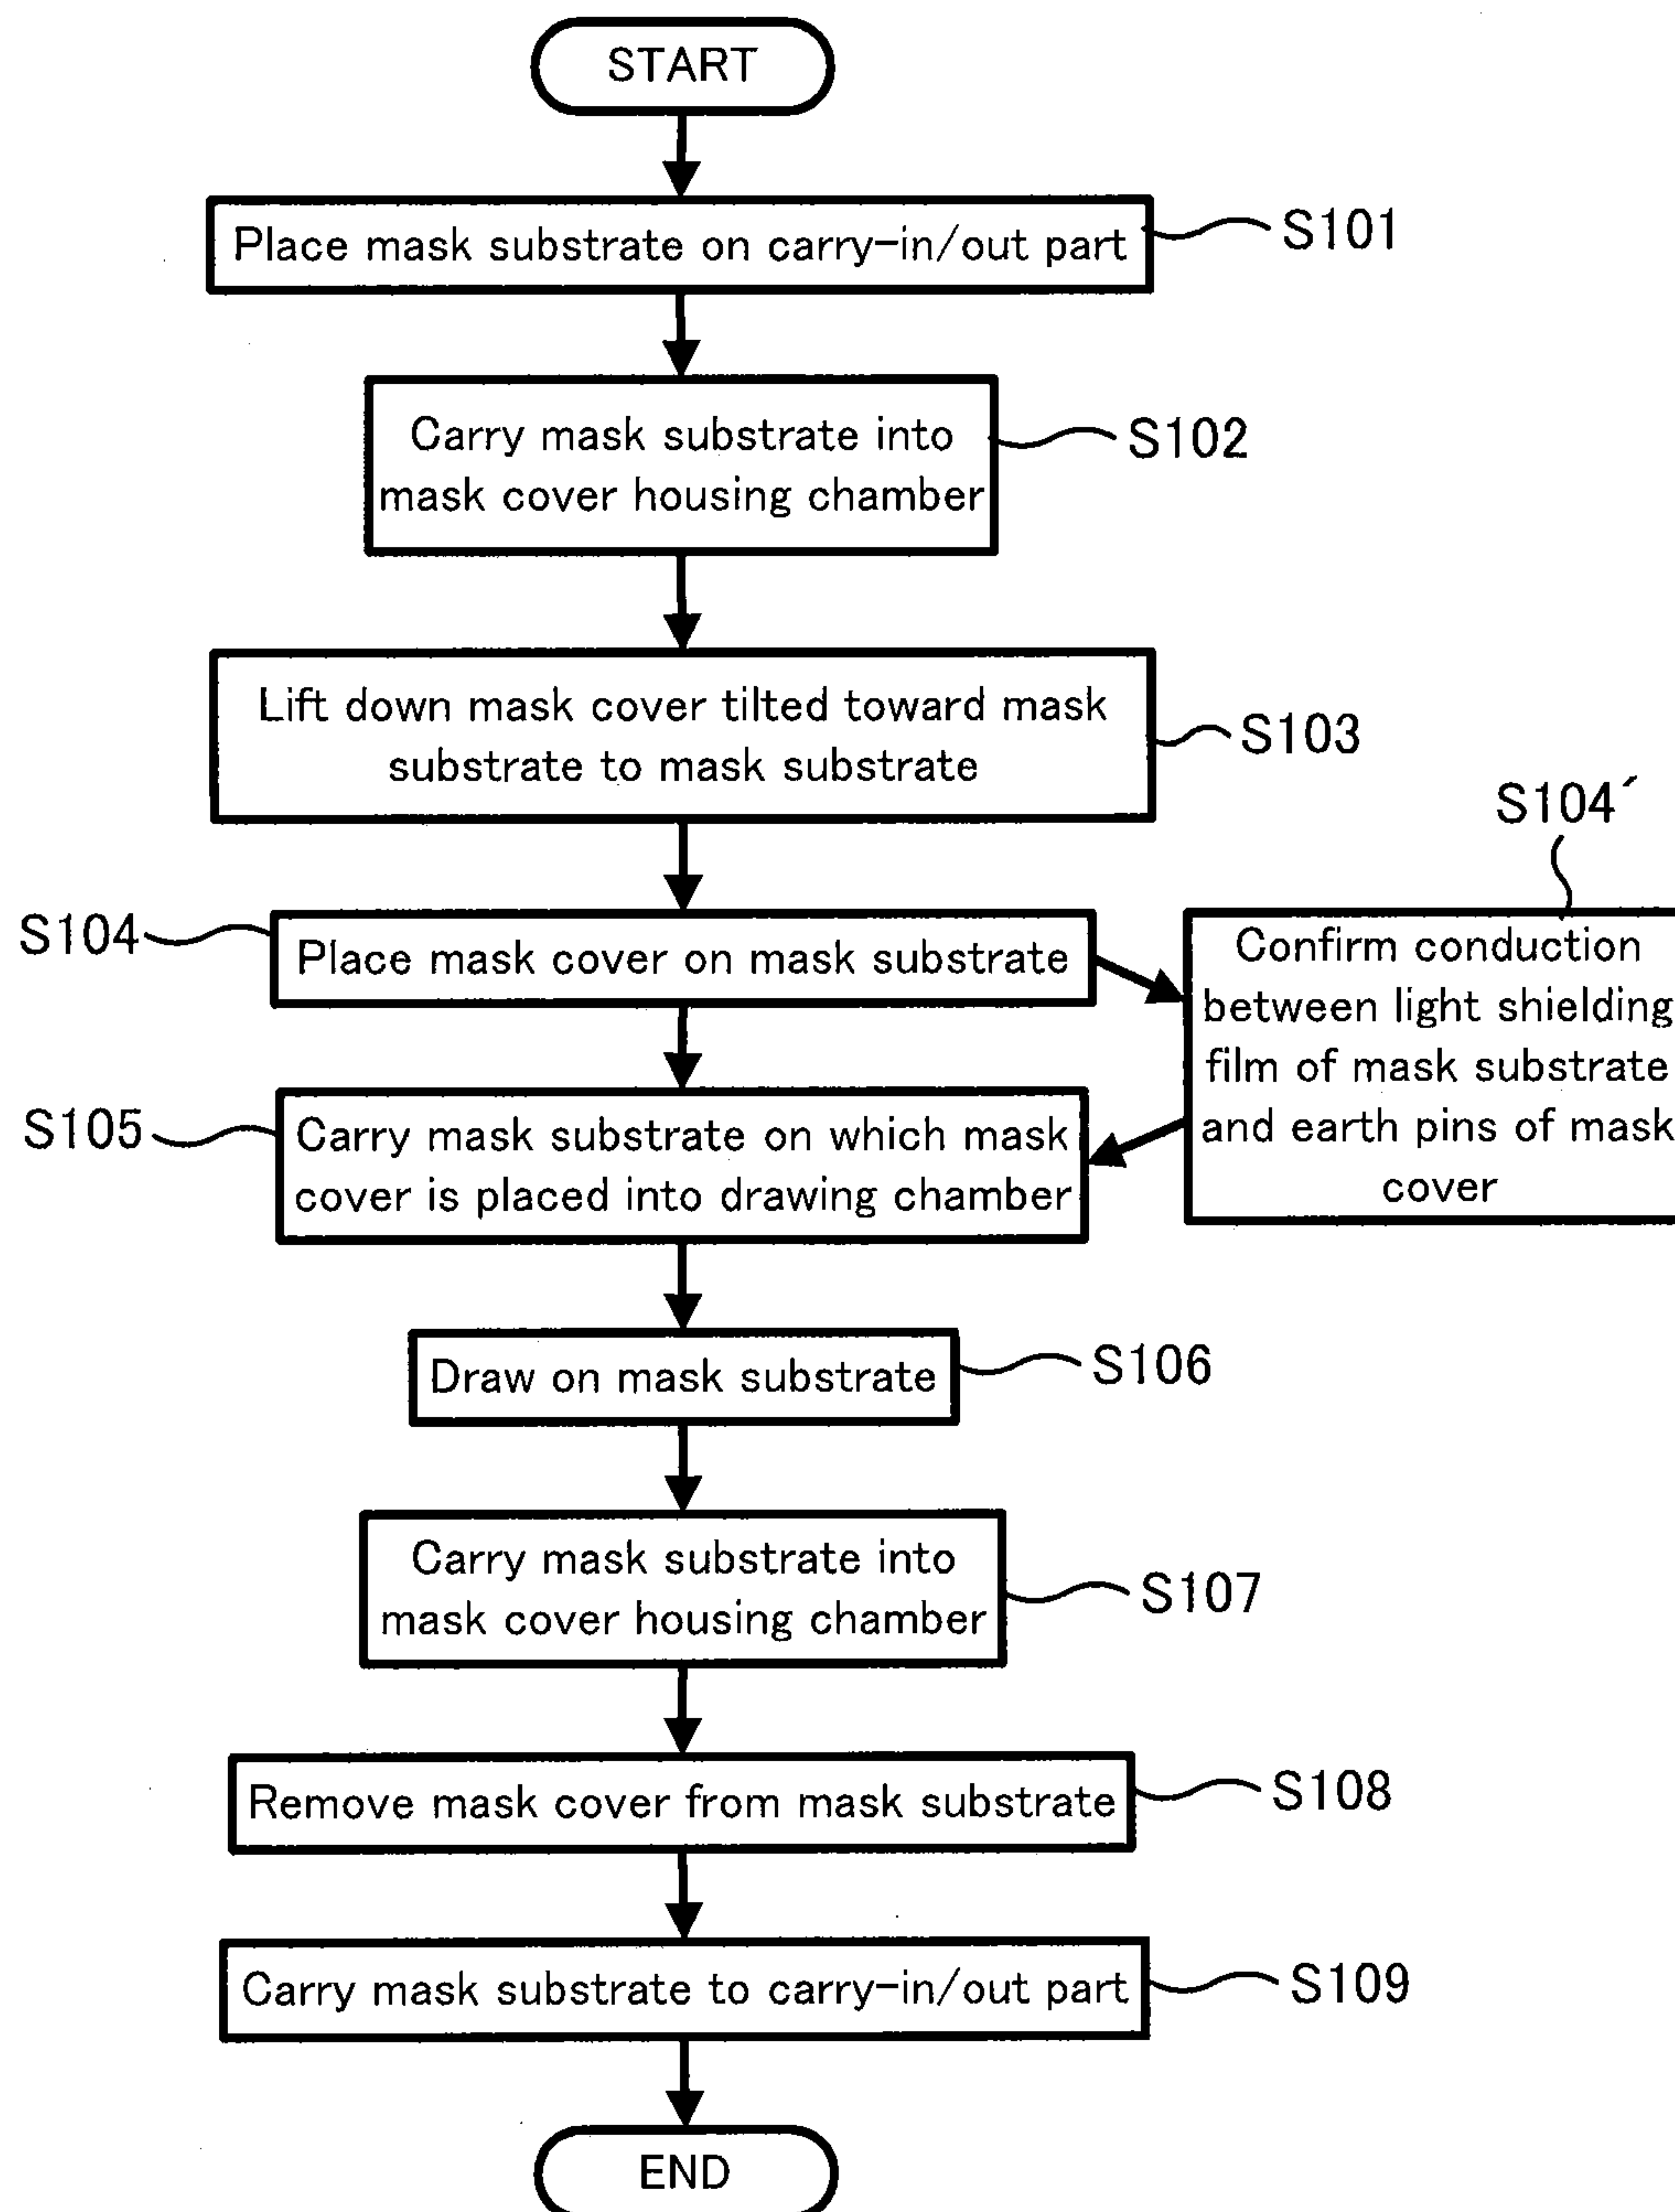 START
Place mask substrate on carry-in/out part
S101
Carry mask substrate into
mask cover housing chamber
S102
Lift down mask cover tilted toward mask
substrate to mask substrate
S103
S104
Place mask cover on mask substrate
S104´
Confirm conduction
between light shielding
film of mask substrate
and earth pins of mask
cover
S105
Carry mask substrate on which mask
cover is placed into drawing chamber
Draw on mask substrate
S106
Carry mask substrate into
mask cover housing chamber
S107
Remove mask cover from mask substrate
S108
Carry mask substrate to carry-in/out part
S109
END